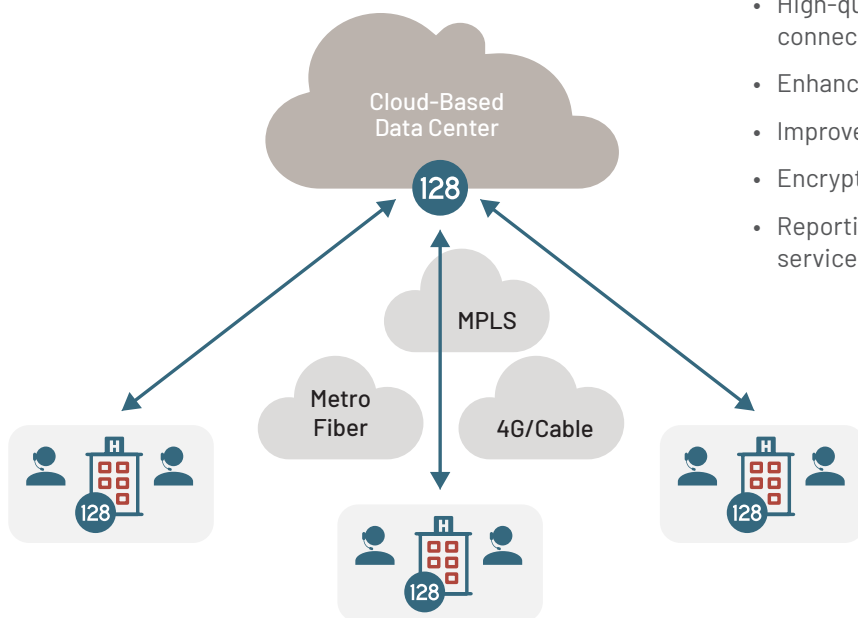 • High-qu
connec
• Enhanc
• Improve
• Encrypt
• Reporti
service
Cloud-Based
Data Center
128
MPLS
Metro
Fiber
4G/Cable
H
128
H
128
H
128